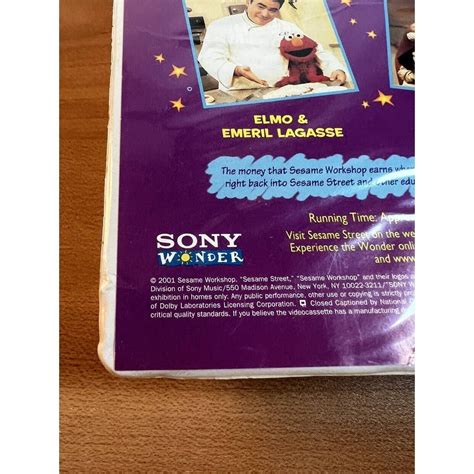 ELMO &
EMERIL LAGASSE
The money that Sesame Workshop earns
right back into Sesame Street and other
Running Time:
Visit Sesame Street on the
Experience the Wonder
and
SONY
WONDER
© 2001 Sesame Workshop. "Sesame Street," "Sesame Workshop" and their logos
Division of Sony Music/550 Madison Avenue, New York, NY 10022-3211/"SONY
exhibition in homes only. Any public performance, other use or copying is strictly
of Dolby Laboratories Licensing Corporation. Closed Captioned by National
critical quality standards. If you believe the videocassette has a manufacturing